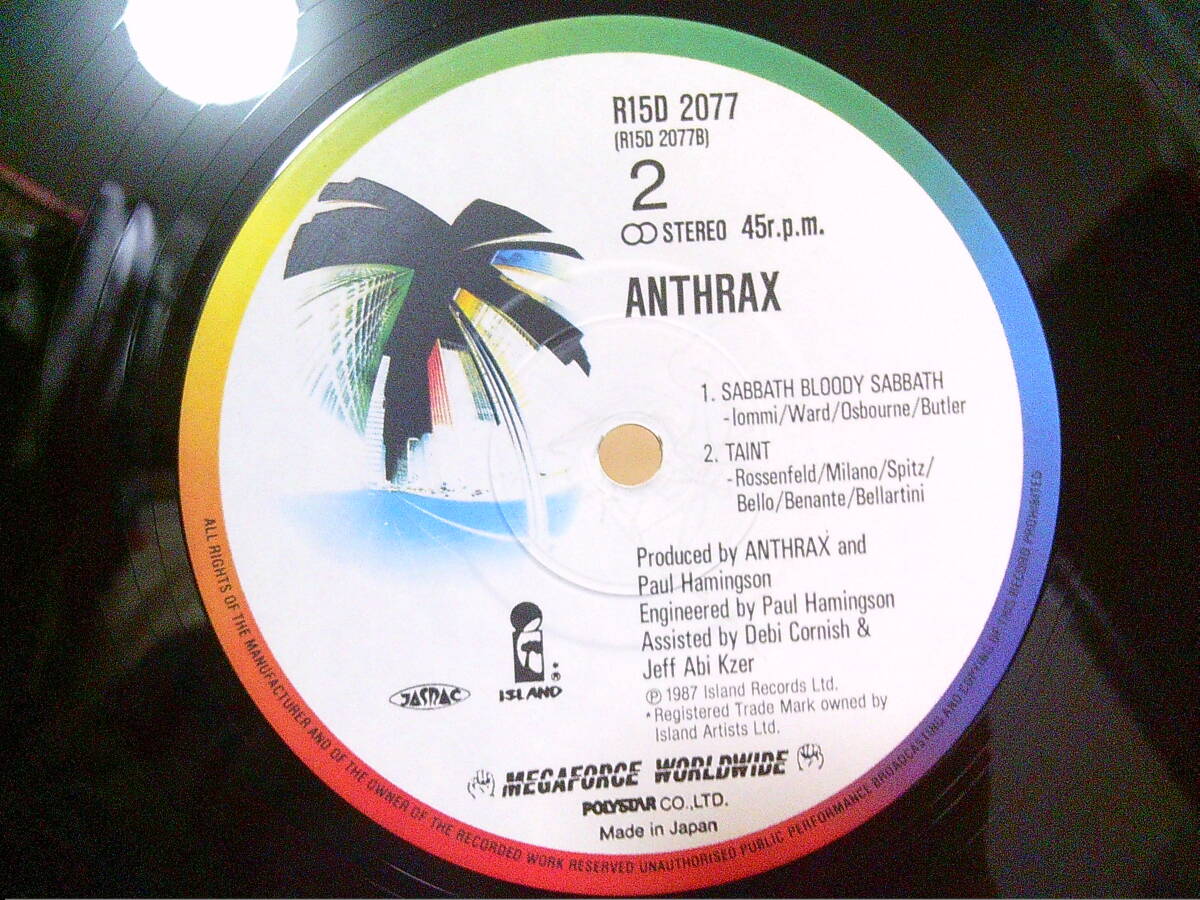 R15D 2077
(R15D 2077B)
2
STEREO 45r.p.m.
ANTHRAX
1. SABBATH BLOODY SABBATH
-Iommi/Ward/Osbourne/Butler
2. TAINT
-Rossenfeld/Milano/Spitz/
Bello/Benante/Bellartini
Produced by ANTHRAX and
Paul Hamingson
Engineered by Paul Hamingson
Assisted by Debi Cornish &
Jeff Abi Kzer
℗ 1987 Island Records Ltd.
* Registered Trade Mark owned by
Island Artists Ltd.
JASRAC
ISLAND ®
MEGAFORCE WORLDWIDE
POLYSTAR CO.,LTD.
Made in Japan
ALL RIGHTS OF THE MANUFACTURER AND OF THE OWNER OF THE RECORDED WORK RESERVED UNAUTHORISED PUBLIC PERFORMANCE BROADCASTING AND COPYING OF THIS RECORD PROHIBITED